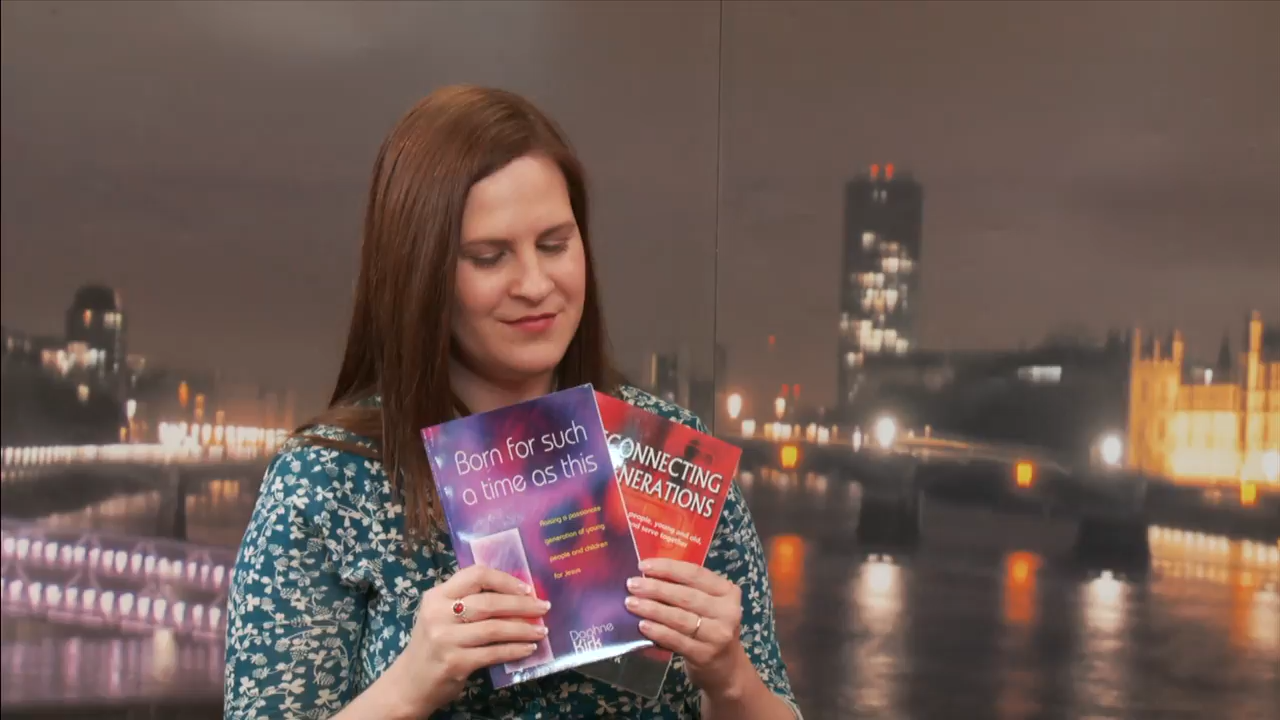 Born for such
a time as this
Raising a passionate
generation of young
people and children
for Jesus
Daphne
Kirk
CONNECTING
NERATIONS
people, young and old,
and serve together